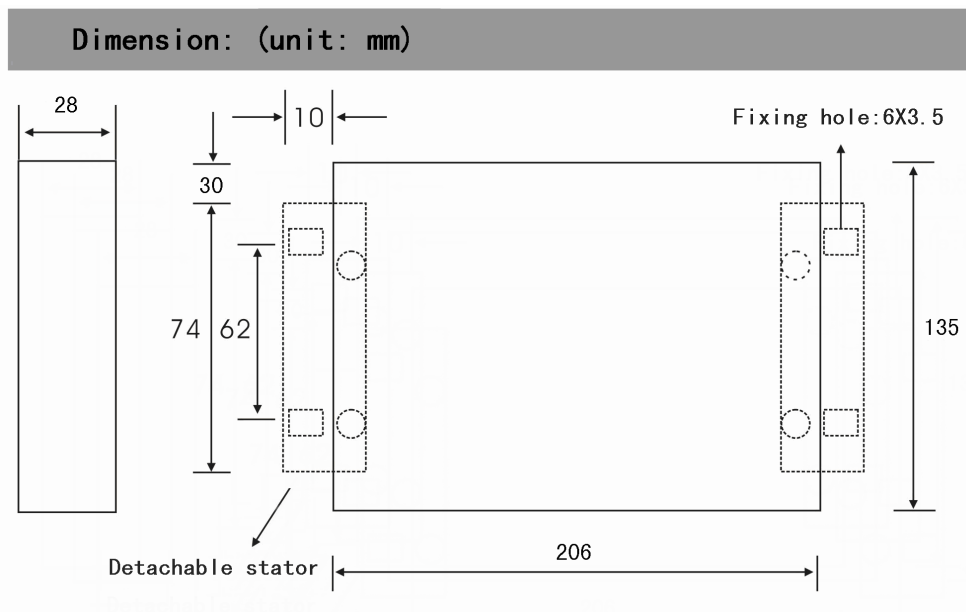 Dimension: (unit: mm)
28
10
Fixing hole:6X3.5
30
74
62
135
206
Detachable stator